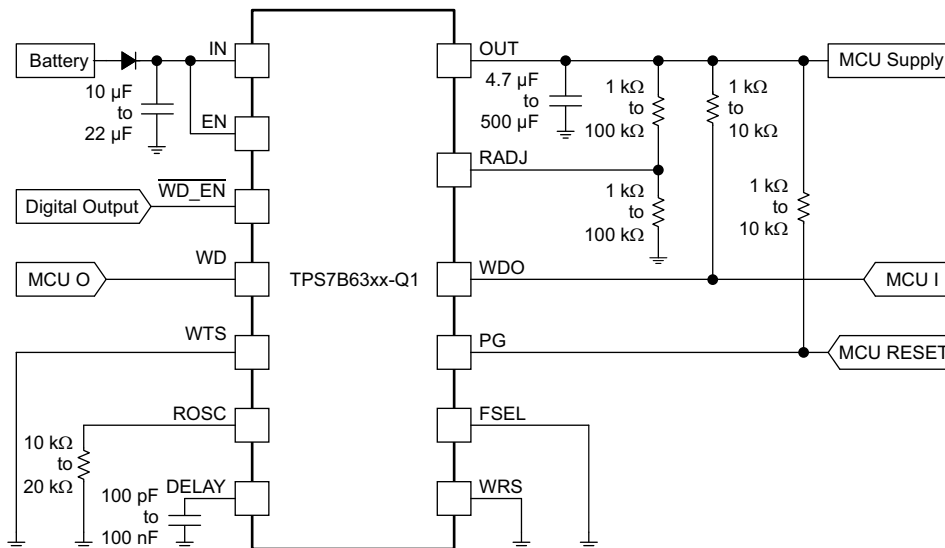 Battery
10 µF
to
22 µF
IN
EN
WD_EN
Digital Output
WD
MCU O
WTS
ROSC
10 kΩ
to
20 kΩ
DELAY
100 pF
to
100 nF
TPS7B63xx-Q1
OUT
4.7 µF
to
500 µF
1 kΩ
to
100 kΩ
1 kΩ
to
10 kΩ
MCU Supply
RADJ
1 kΩ
to
100 kΩ
1 kΩ
to
10 kΩ
WDO
MCU I
PG
MCU RESET
FSEL
WRS